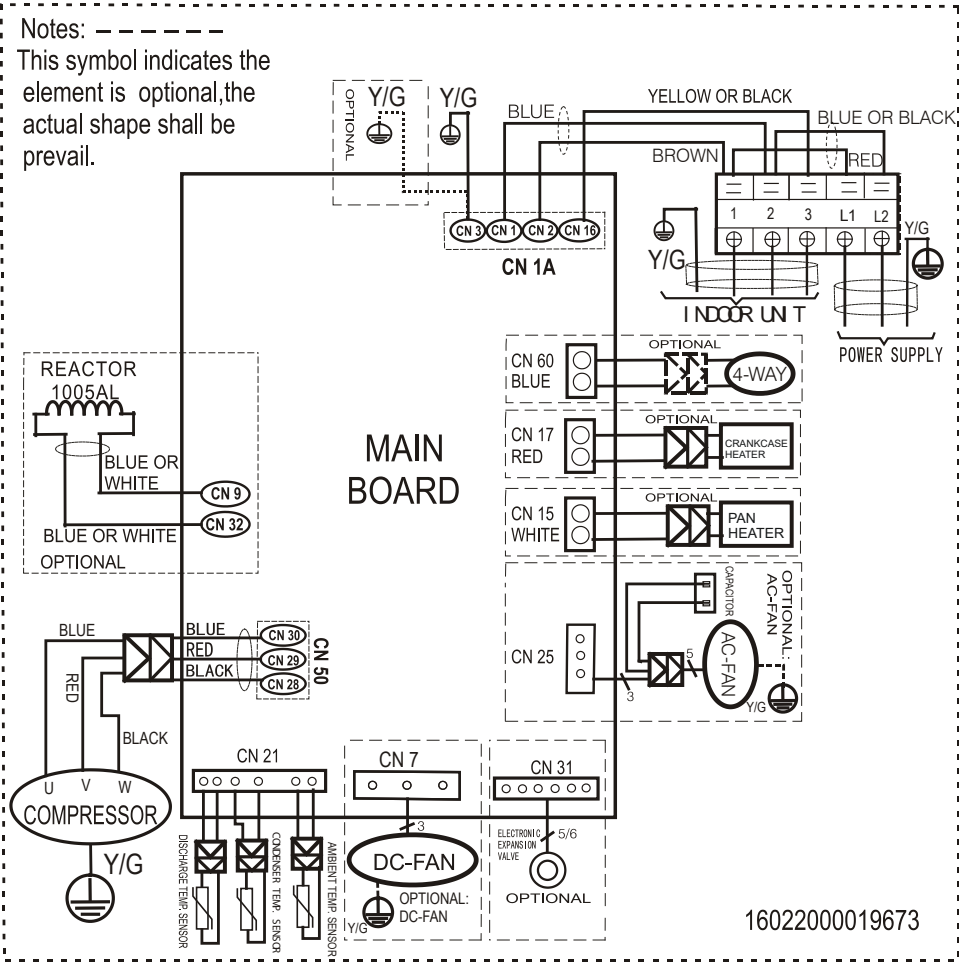 Notes:
This symbol indicates the
element is optional,the
actual shape shall be
prevail.
OPTIONAL
Y/G
Y/G
BLUE
YELLOW OR BLACK
BLUE OR BLACK
BROWN
RED
CN 3
CN 1
CN 2
CN 16
CN 1A
1
2
3
L1
L2
Y/G
Y/G
INDOOR UNIT
POWER SUPPLY
REACTOR
1005AL
BLUE OR
WHITE
CN 9
CN 32
BLUE OR WHITE
OPTIONAL
MAIN
BOARD
CN 60
BLUE
OPTIONAL
4-WAY
CN 17
RED
OPTIONAL
CRANKCASE
HEATER
CN 15
WHITE
OPTIONAL
PAN
HEATER
CN 25
3
5
CAPACITOR
AC-FAN
OPTIONAL:
AC-FAN
Y/G
BLUE
RED
BLACK
BLUE
RED
BLACK
CN 30
CN 29
CN 28
CN 50
U
V
W
COMPRESSOR
Y/G
CN 21
DISCHARGE TEMP. SENSOR
CONDENSER TEMP. SENSOR
AMBIENT TEMP. SENSOR
CN 7
3
DC-FAN
OPTIONAL:
DC-FAN
Y/G
CN 31
ELECTRONIC
EXPANSION
VALVE
5/6
OPTIONAL
16022000019673